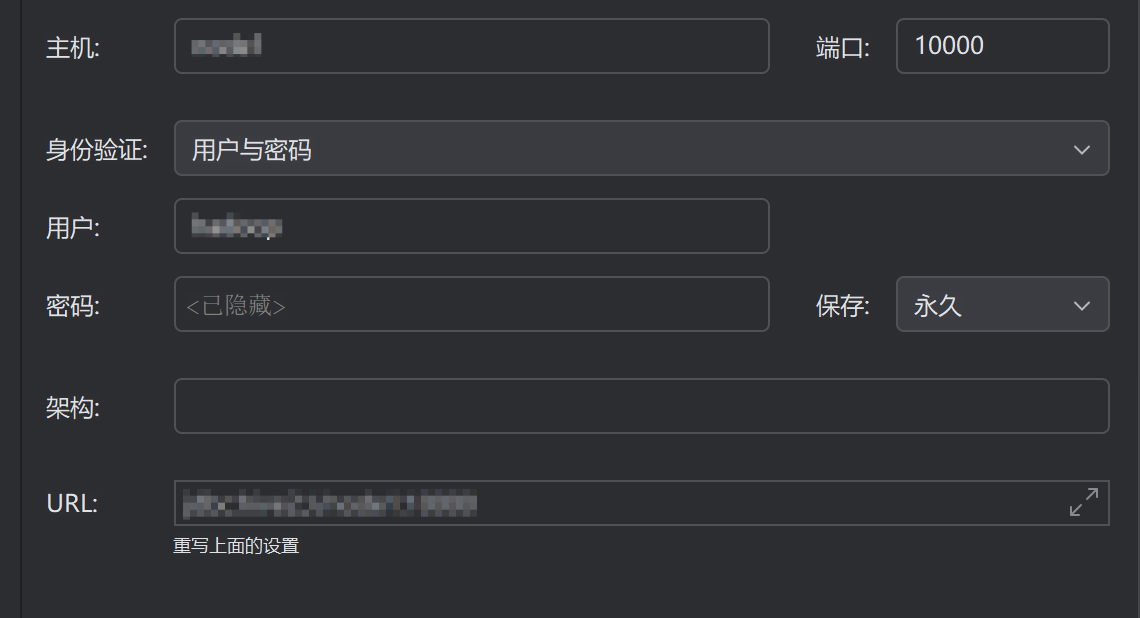 主机:
端口: 10000
身份验证: 用户与密码
用户:
密码: <已隐藏>
保存: 永久
架构:
URL:
重写上面的设置